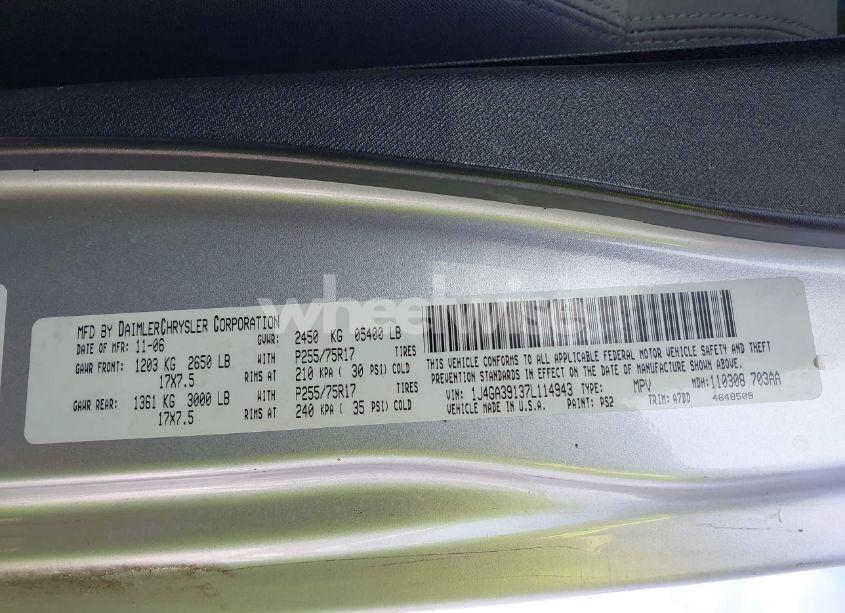 MFD BY DAIMLERCHRYSLER CORPORATION
DATE OF MFR: 11-06 GVWR: 2450 KG 05400 LB
GAWR FRONT: 1203 KG 2650 LB WITH P255/75R17 TIRES
17X7.5 RIMS AT 210 KPA ( 30 PSI) COLD
GAWR REAR: 1361 KG 3000 LB WITH P255/75R17 TIRES
17X7.5 RIMS AT 240 KPA ( 35 PSI) COLD
THIS VEHICLE CONFORMS TO ALL APPLICABLE FEDERAL MOTOR VEHICLE SAFETY AND THEFT
PREVENTION STANDARDS IN EFFECT ON THE DATE OF MANUFACTURE SHOWN ABOVE.
VIN: 1J4GA39137L114943 TYPE: MPV MDH: 110308 703AA
VEHICLE MADE IN U.S.A. PAINT: PS2 TRIM: A7DD 4648509
wheelwise